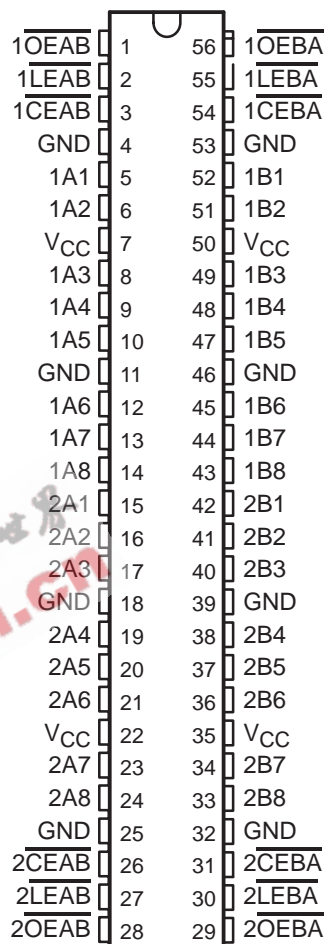 1OEAB 1 56 1OEBA
1LEAB 2 55 1LEBA
1CEAB 3 54 1CEBA
GND 4 53 GND
1A1 5 52 1B1
1A2 6 51 1B2
VCC 7 50 VCC
1A3 8 49 1B3
1A4 9 48 1B4
1A5 10 47 1B5
GND 11 46 GND
1A6 12 45 1B6
1A7 13 44 1B7
1A8 14 43 1B8
2A1 15 42 2B1
2A2 16 41 2B2
2A3 17 40 2B3
GND 18 39 GND
2A4 19 38 2B4
2A5 20 37 2B5
2A6 21 36 2B6
VCC 22 35 VCC
2A7 23 34 2B7
2A8 24 33 2B8
GND 25 32 GND
2CEAB 26 31 2CEBA
2LEAB 27 30 2LEBA
2OEAB 28 29 2OEBA
世界
.cn